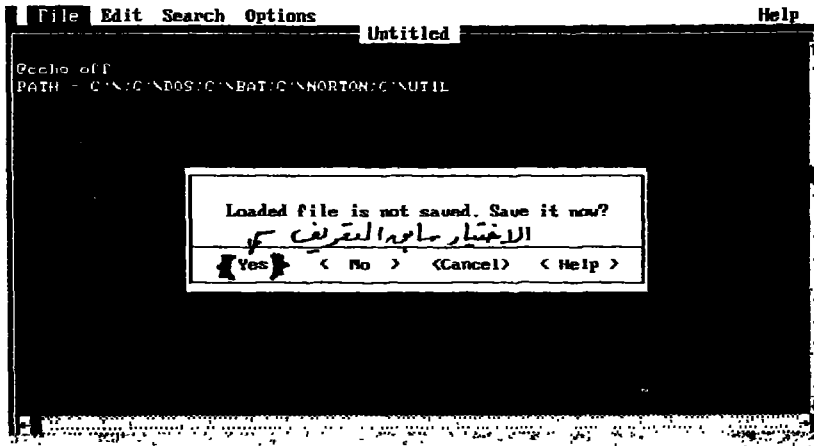 File Edit Search Options Help
Untitled
@echo off
PATH = C:\;C:\DOS;C:\BAT;C:\NORTON;C:\UTIL
Loaded file is not saved. Save it now?
الاختيار سابق التعريف
< Yes > < No > <Cancel> < Help >